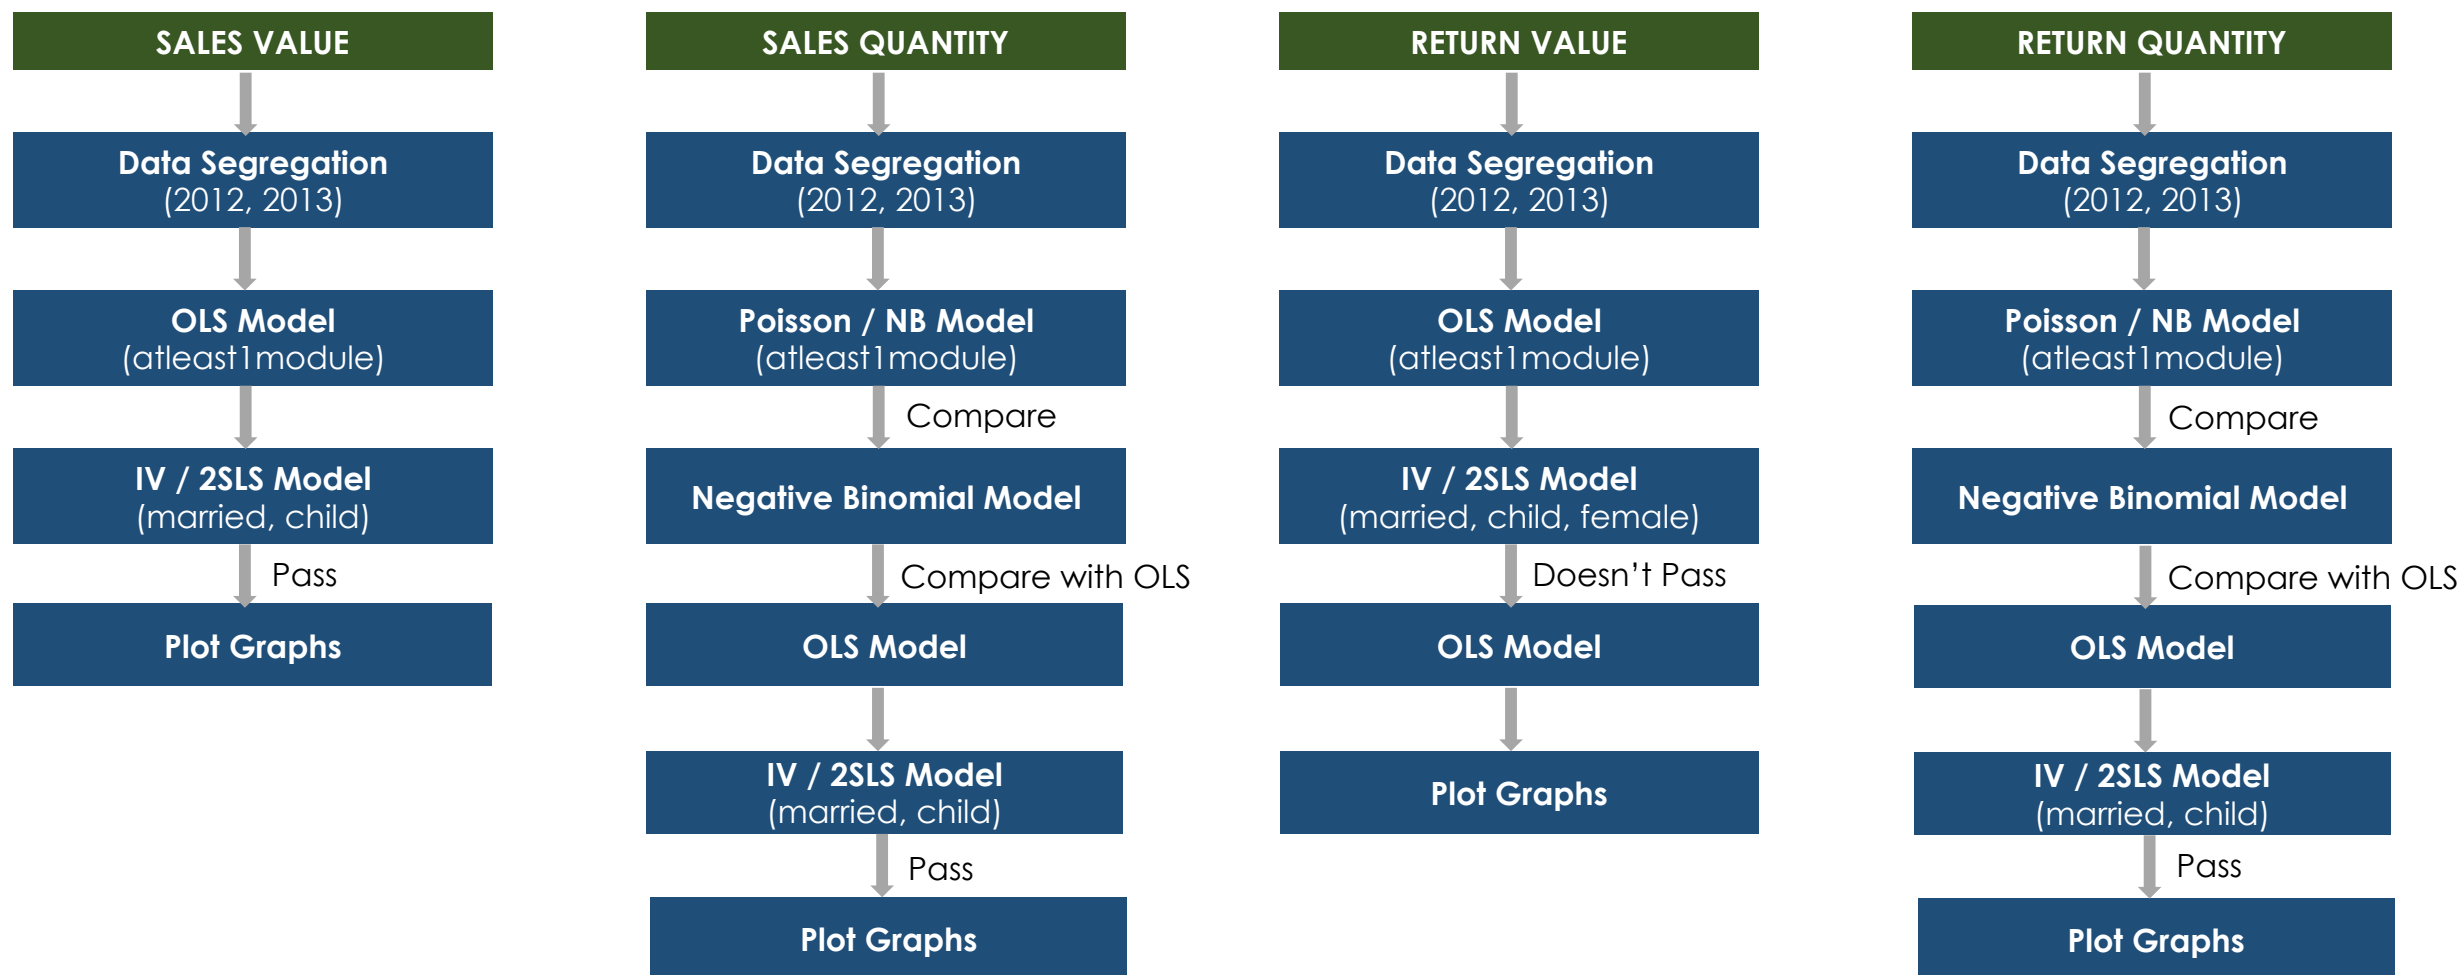 SALES VALUE
Data Segregation
(2012, 2013)
OLS Model
(atleast1module)
IV / 2SLS Model
(married, child)
Pass
Plot Graphs
SALES QUANTITY
Data Segregation
(2012, 2013)
Poisson / NB Model
(atleast1module)
Compare
Negative Binomial Model
Compare with OLS
OLS Model
IV / 2SLS Model
(married, child)
Pass
Plot Graphs
RETURN VALUE
Data Segregation
(2012, 2013)
OLS Model
(atleast1module)
IV / 2SLS Model
(married, child, female)
Doesn’t Pass
OLS Model
Plot Graphs
RETURN QUANTITY
Data Segregation
(2012, 2013)
Poisson / NB Model
(atleast1module)
Compare
Negative Binomial Model
Compare with OLS
OLS Model
IV / 2SLS Model
(married, child)
Pass
Plot Graphs